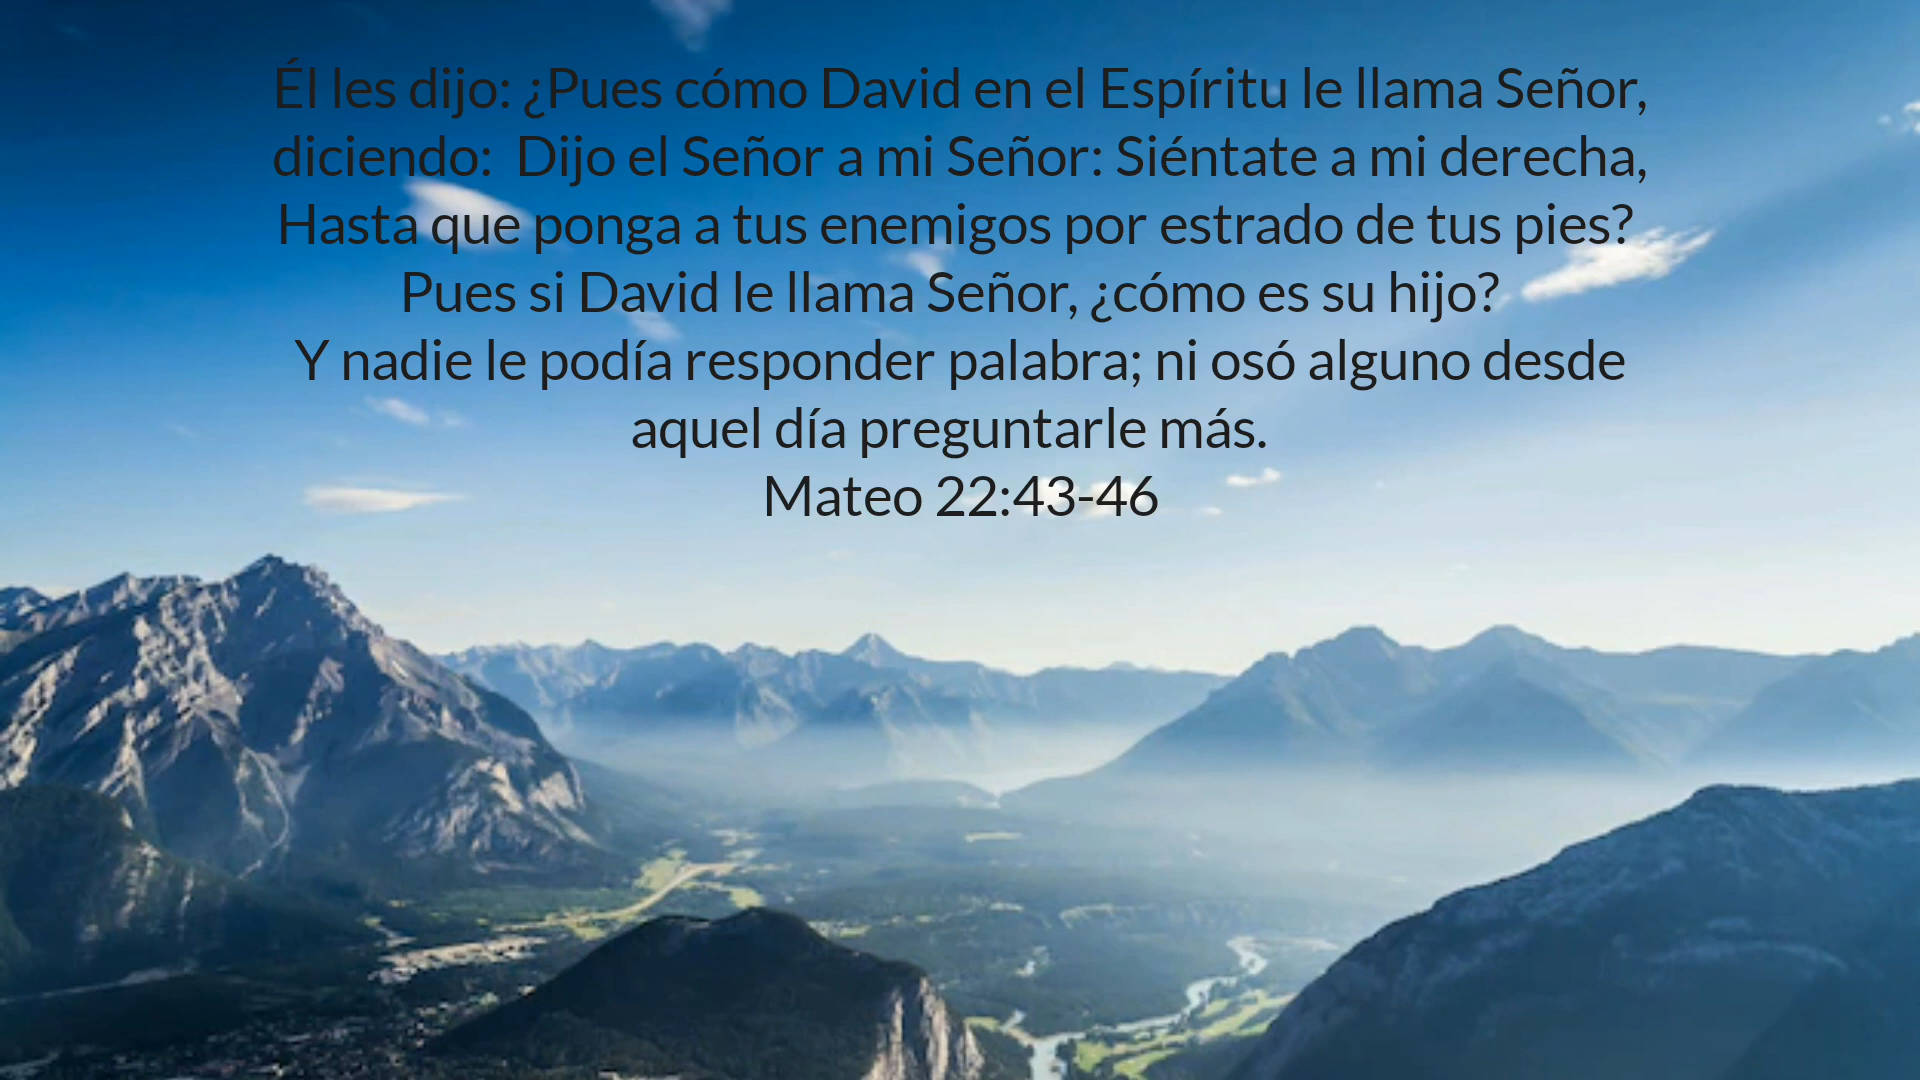 Él les dijo: ¿Pues cómo David en el Espíritu le llama Señor,
diciendo:  Dijo el Señor a mi Señor: Siéntate a mi derecha,
Hasta que ponga a tus enemigos por estrado de tus pies?
Pues si David le llama Señor, ¿cómo es su hijo?
Y nadie le podía responder palabra; ni osó alguno desde
aquel día preguntarle más.
Mateo 22:43-46